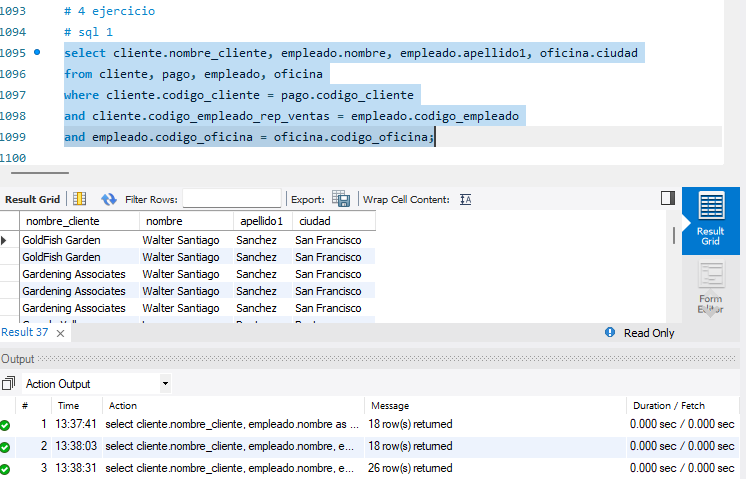 1093 # 4 ejercicio
1094 # sql 1
1095 select cliente.nombre_cliente, empleado.nombre, empleado.apellido1, oficina.ciudad
1096 from cliente, pago, empleado, oficina
1097 where cliente.codigo_cliente = pago.codigo_cliente
1098 and cliente.codigo_empleado_rep_ventas = empleado.codigo_empleado
1099 and empleado.codigo_oficina = oficina.codigo_oficina;
1100
Result Grid Filter Rows: Export: Wrap Cell Content:
nombre_cliente nombre apellido1 ciudad
GoldFish Garden Walter Santiago Sanchez San Francisco
GoldFish Garden Walter Santiago Sanchez San Francisco
Gardening Associates Walter Santiago Sanchez San Francisco
Gardening Associates Walter Santiago Sanchez San Francisco
Gardening Associates Walter Santiago Sanchez San Francisco
Result
Grid
Form
Editor
Result 37 Read Only
Output
Action Output
# Time Action Message Duration / Fetch
1 13:37:41 select cliente.nombre_cliente, empleado.nombre as ... 18 row(s) returned 0.000 sec / 0.000 sec
2 13:38:03 select cliente.nombre_cliente, empleado.nombre, e... 18 row(s) returned 0.000 sec / 0.000 sec
3 13:38:31 select cliente.nombre_cliente, empleado.nombre, e... 26 row(s) returned 0.000 sec / 0.000 sec